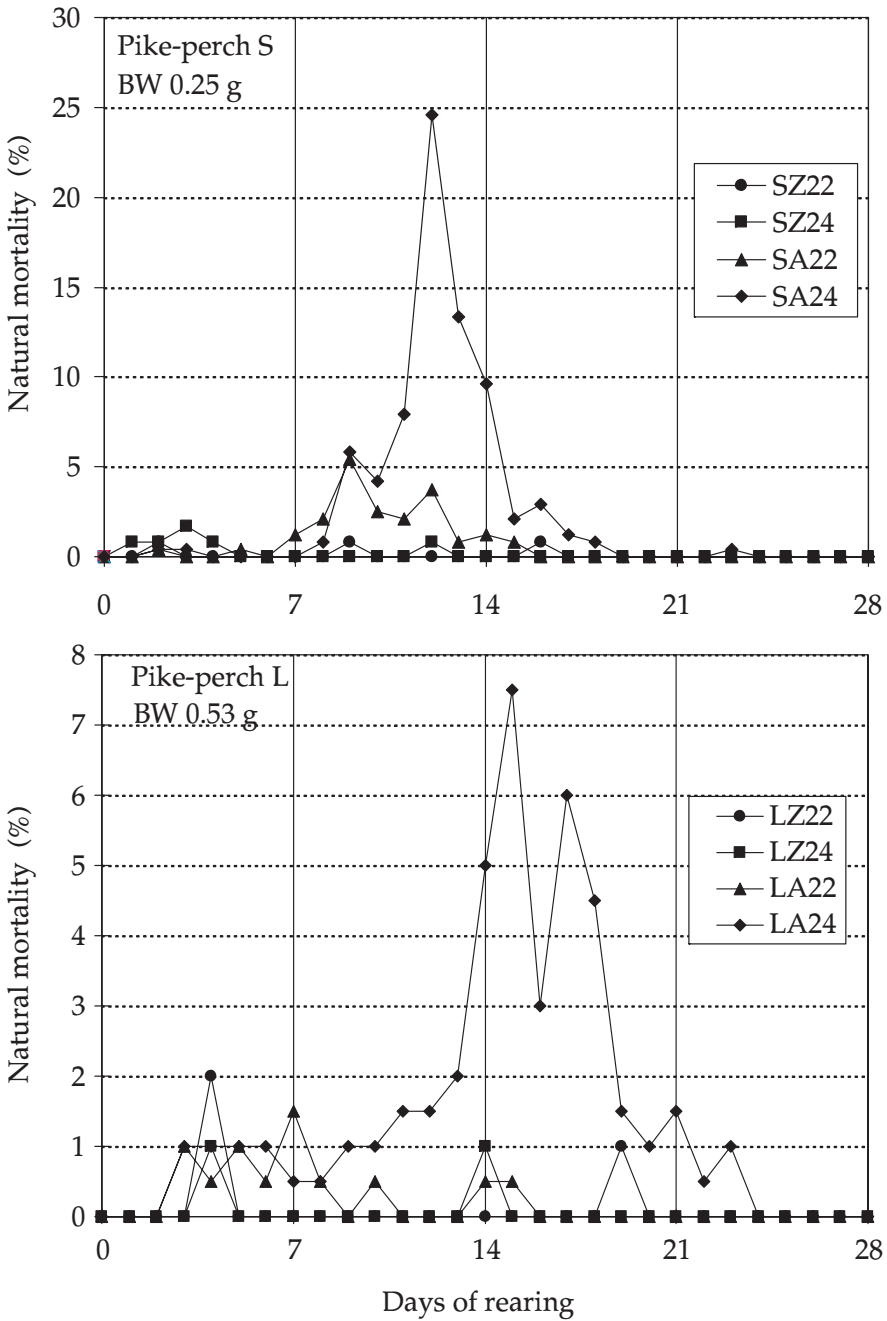 Pike-perch S
BW 0.25 g
Natural mortality (%)
30
25
20
15
10
5
0
SZ22
SZ24
SA22
SA24
0 7 14 21 28
Pike-perch L
BW 0.53 g
Natural mortality (%)
8
7
6
5
4
3
2
1
0
LZ22
LZ24
LA22
LA24
0 7 14 21 28
Days of rearing